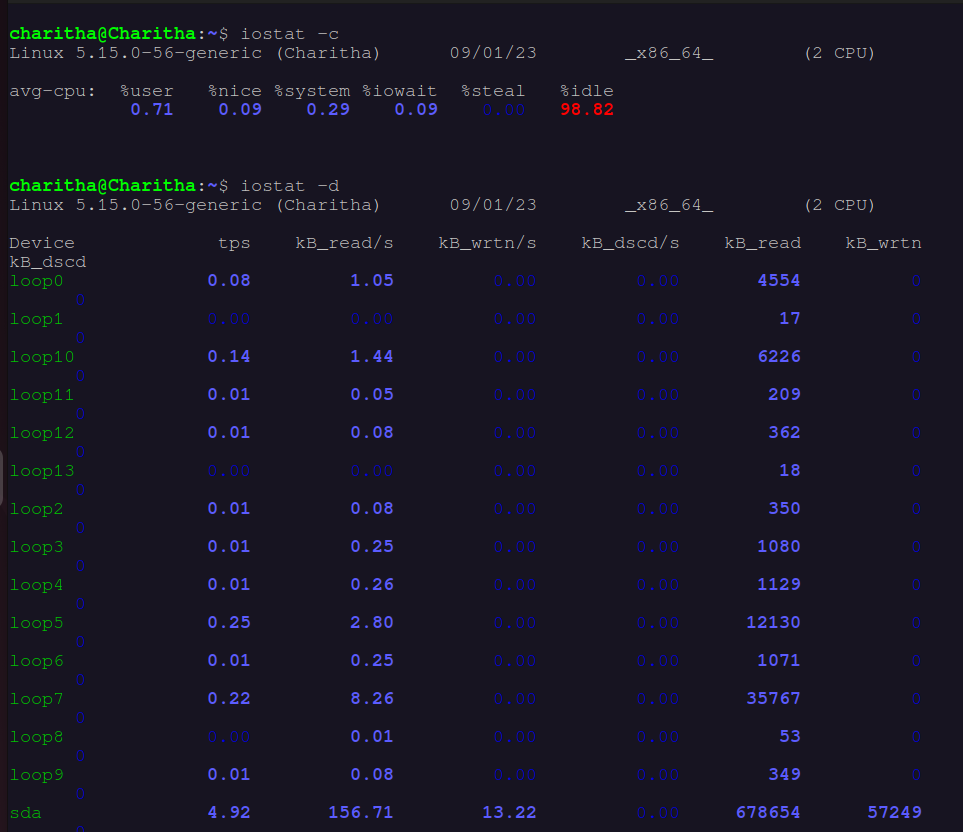 charitha@Charitha:~$ iostat -c
Linux 5.15.0-56-generic (Charitha) 09/01/23 _x86_64_ (2 CPU)
avg-cpu: %user %nice %system %iowait %steal %idle
0.71 0.09 0.29 0.09 0.00 98.82
charitha@Charitha:~$ iostat -d
Linux 5.15.0-56-generic (Charitha) 09/01/23 _x86_64_ (2 CPU)
Device tps kB_read/s kB_wrtn/s kB_dscd/s kB_read kB_wrtn
kB_dscd
loop0 0.08 1.05 0.00 0.00 4554 0
0
loop1 0.00 0.00 0.00 0.00 17 0
0
loop10 0.14 1.44 0.00 0.00 6226 0
0
loop11 0.01 0.05 0.00 0.00 209 0
0
loop12 0.01 0.08 0.00 0.00 362 0
0
loop13 0.00 0.00 0.00 0.00 18 0
0
loop2 0.01 0.08 0.00 0.00 350 0
0
loop3 0.01 0.25 0.00 0.00 1080 0
0
loop4 0.01 0.26 0.00 0.00 1129 0
0
loop5 0.25 2.80 0.00 0.00 12130 0
0
loop6 0.01 0.25 0.00 0.00 1071 0
0
loop7 0.22 8.26 0.00 0.00 35767 0
0
loop8 0.00 0.01 0.00 0.00 53 0
0
loop9 0.01 0.08 0.00 0.00 349 0
0
sda 4.92 156.71 13.22 0.00 678654 57249
0